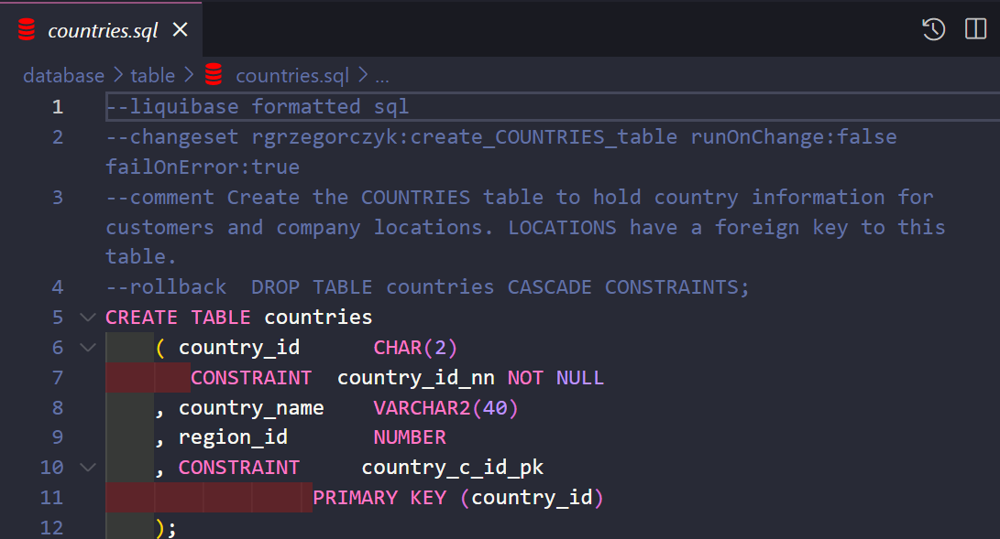 countries.sql
database > table > countries.sql > ...
1 --liquibase formatted sql
2 --changeset rgrzegorczyk:create_COUNTRIES_table runOnChange:false
failOnError:true
3 --comment Create the COUNTRIES table to hold country information for
customers and company locations. LOCATIONS have a foreign key to this
table.
4 --rollback  DROP TABLE countries CASCADE CONSTRAINTS;
5 CREATE TABLE countries
6     ( country_id      CHAR(2)
7        CONSTRAINT  country_id_nn NOT NULL
8     , country_name    VARCHAR2(40)
9     , region_id       NUMBER
10     , CONSTRAINT     country_c_id_pk
11                  PRIMARY KEY (country_id)
12     );